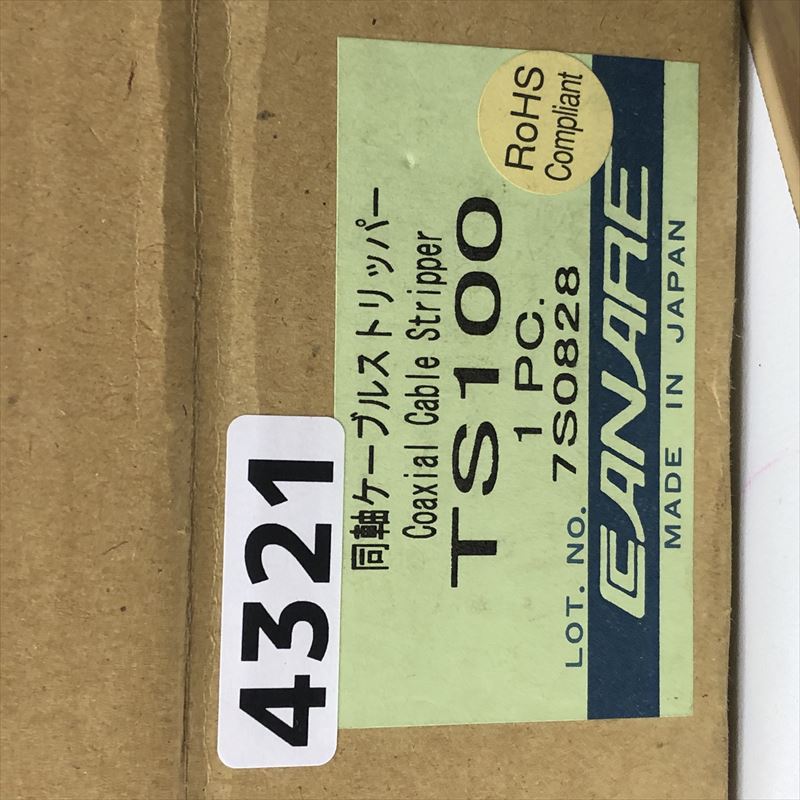 4321
同軸ケーブルストリッパー
Coaxial Cable Stripper
TS100
1 PC.
LOT. NO. 7S0828
CANARE
MADE IN JAPAN
RoHS
Compliant